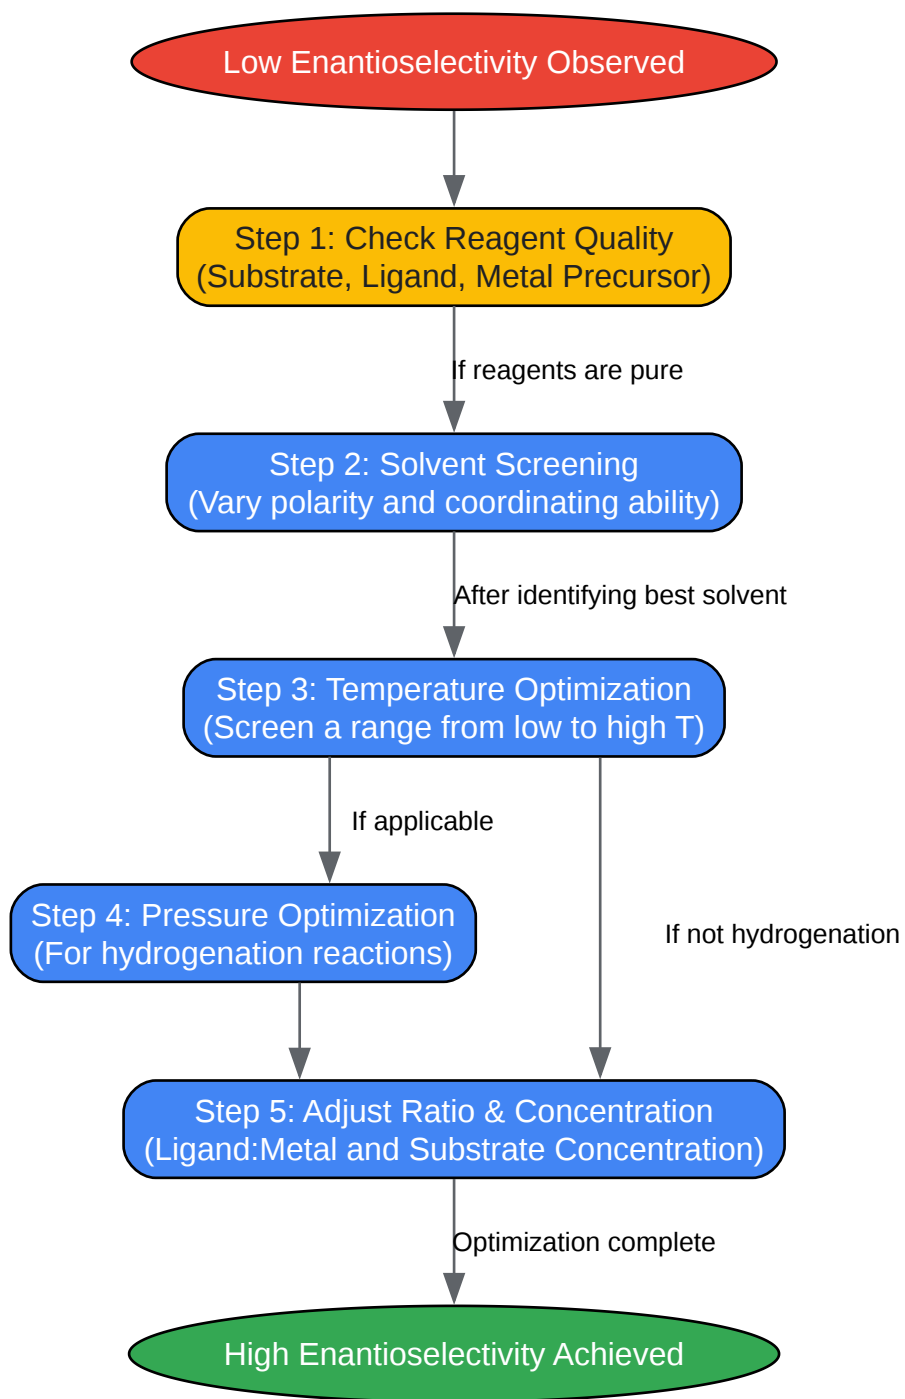 Low Enantioselectivity Observed
Step 1: Check Reagent Quality
(Substrate, Ligand, Metal Precursor)
If reagents are pure
Step 2: Solvent Screening
(Vary polarity and coordinating ability)
After identifying best solvent
Step 3: Temperature Optimization
(Screen a range from low to high T)
If applicable
Step 4: Pressure Optimization
(For hydrogenation reactions)
If not hydrogenation
Step 5: Adjust Ratio & Concentration
(Ligand:Metal and Substrate Concentration)
Optimization complete
High Enantioselectivity Achieved